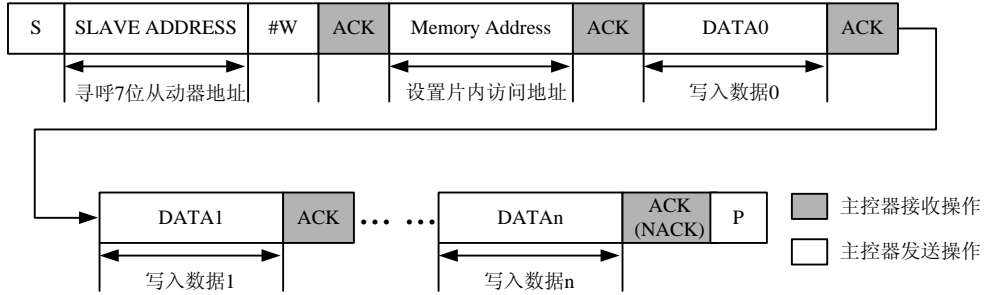 S SLAVE ADDRESS #W ACK Memory Address ACK DATA0 ACK
寻呼7位从动器地址 设置片内访问地址 写入数据0
DATA1 ACK … … DATAn ACK (NACK) P
写入数据1 写入数据n
主控器接收操作
主控器发送操作